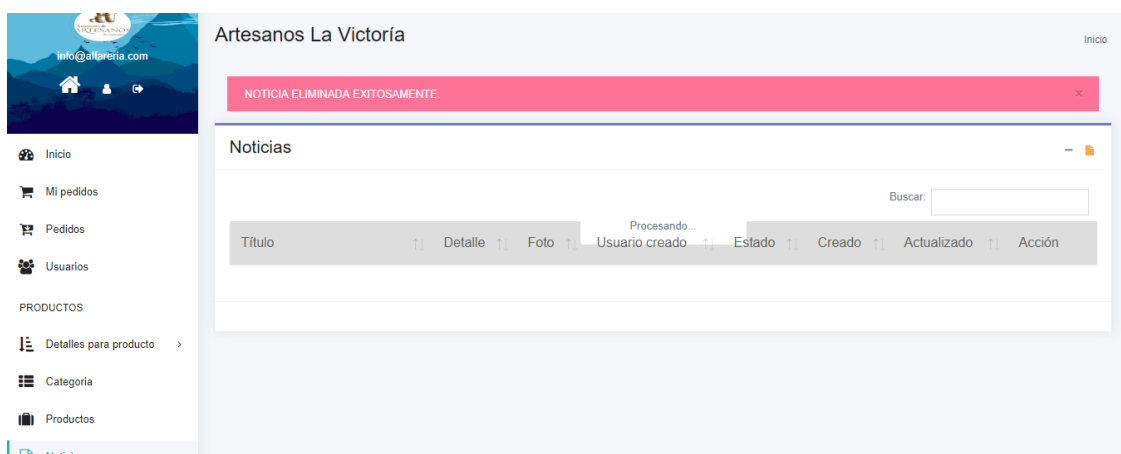 ARTESANOS
info@alfareria.com
Artesanos La Victoría
Inicio
NOTICIA ELIMINADA EXITOSAMENTE.
×
Inicio
Mi pedidos
Pedidos
Usuarios
PRODUCTOS
Detalles para producto
Categoria
Productos
Noticias
Buscar:
Procesando...
Título Detalle Foto Usuario creado Estado Creado Actualizado Acción